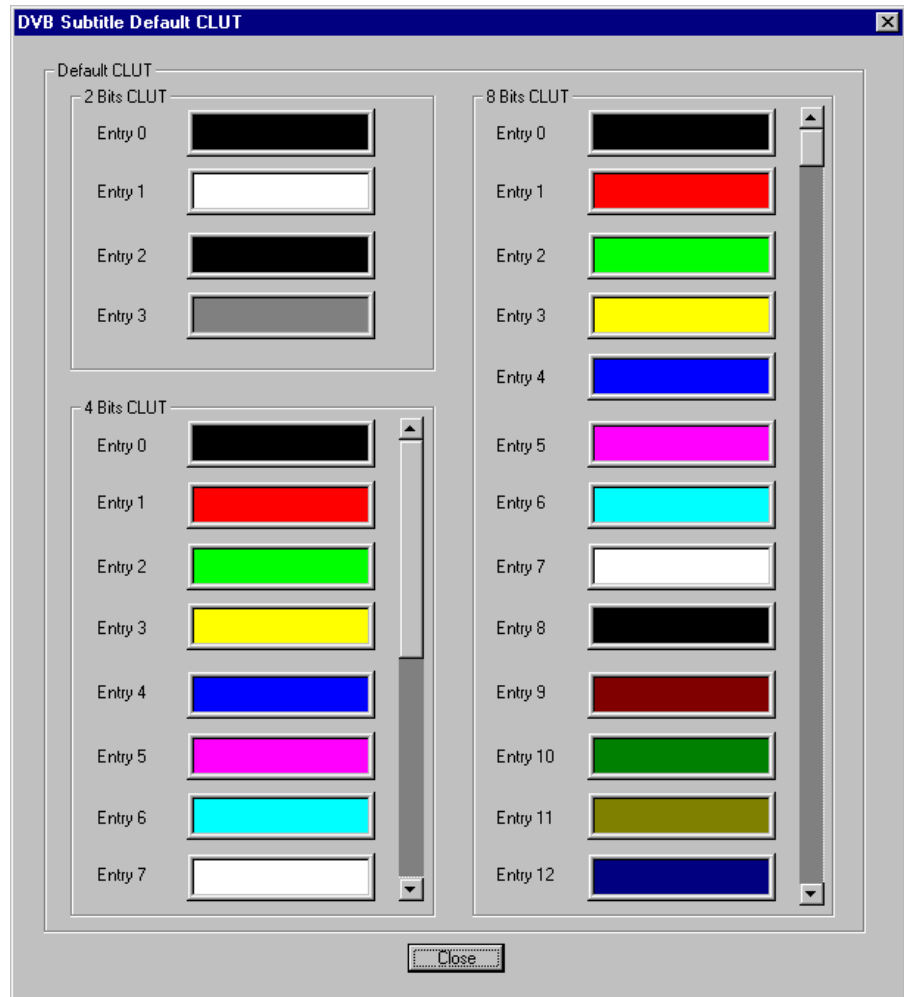 DVB Subtitle Default CLUT
Default CLUT
2 Bits CLUT
Entry 0
Entry 1
Entry 2
Entry 3
4 Bits CLUT
Entry 0
Entry 1
Entry 2
Entry 3
Entry 4
Entry 5
Entry 6
Entry 7
8 Bits CLUT
Entry 0
Entry 1
Entry 2
Entry 3
Entry 4
Entry 5
Entry 6
Entry 7
Entry 8
Entry 9
Entry 10
Entry 11
Entry 12
Close